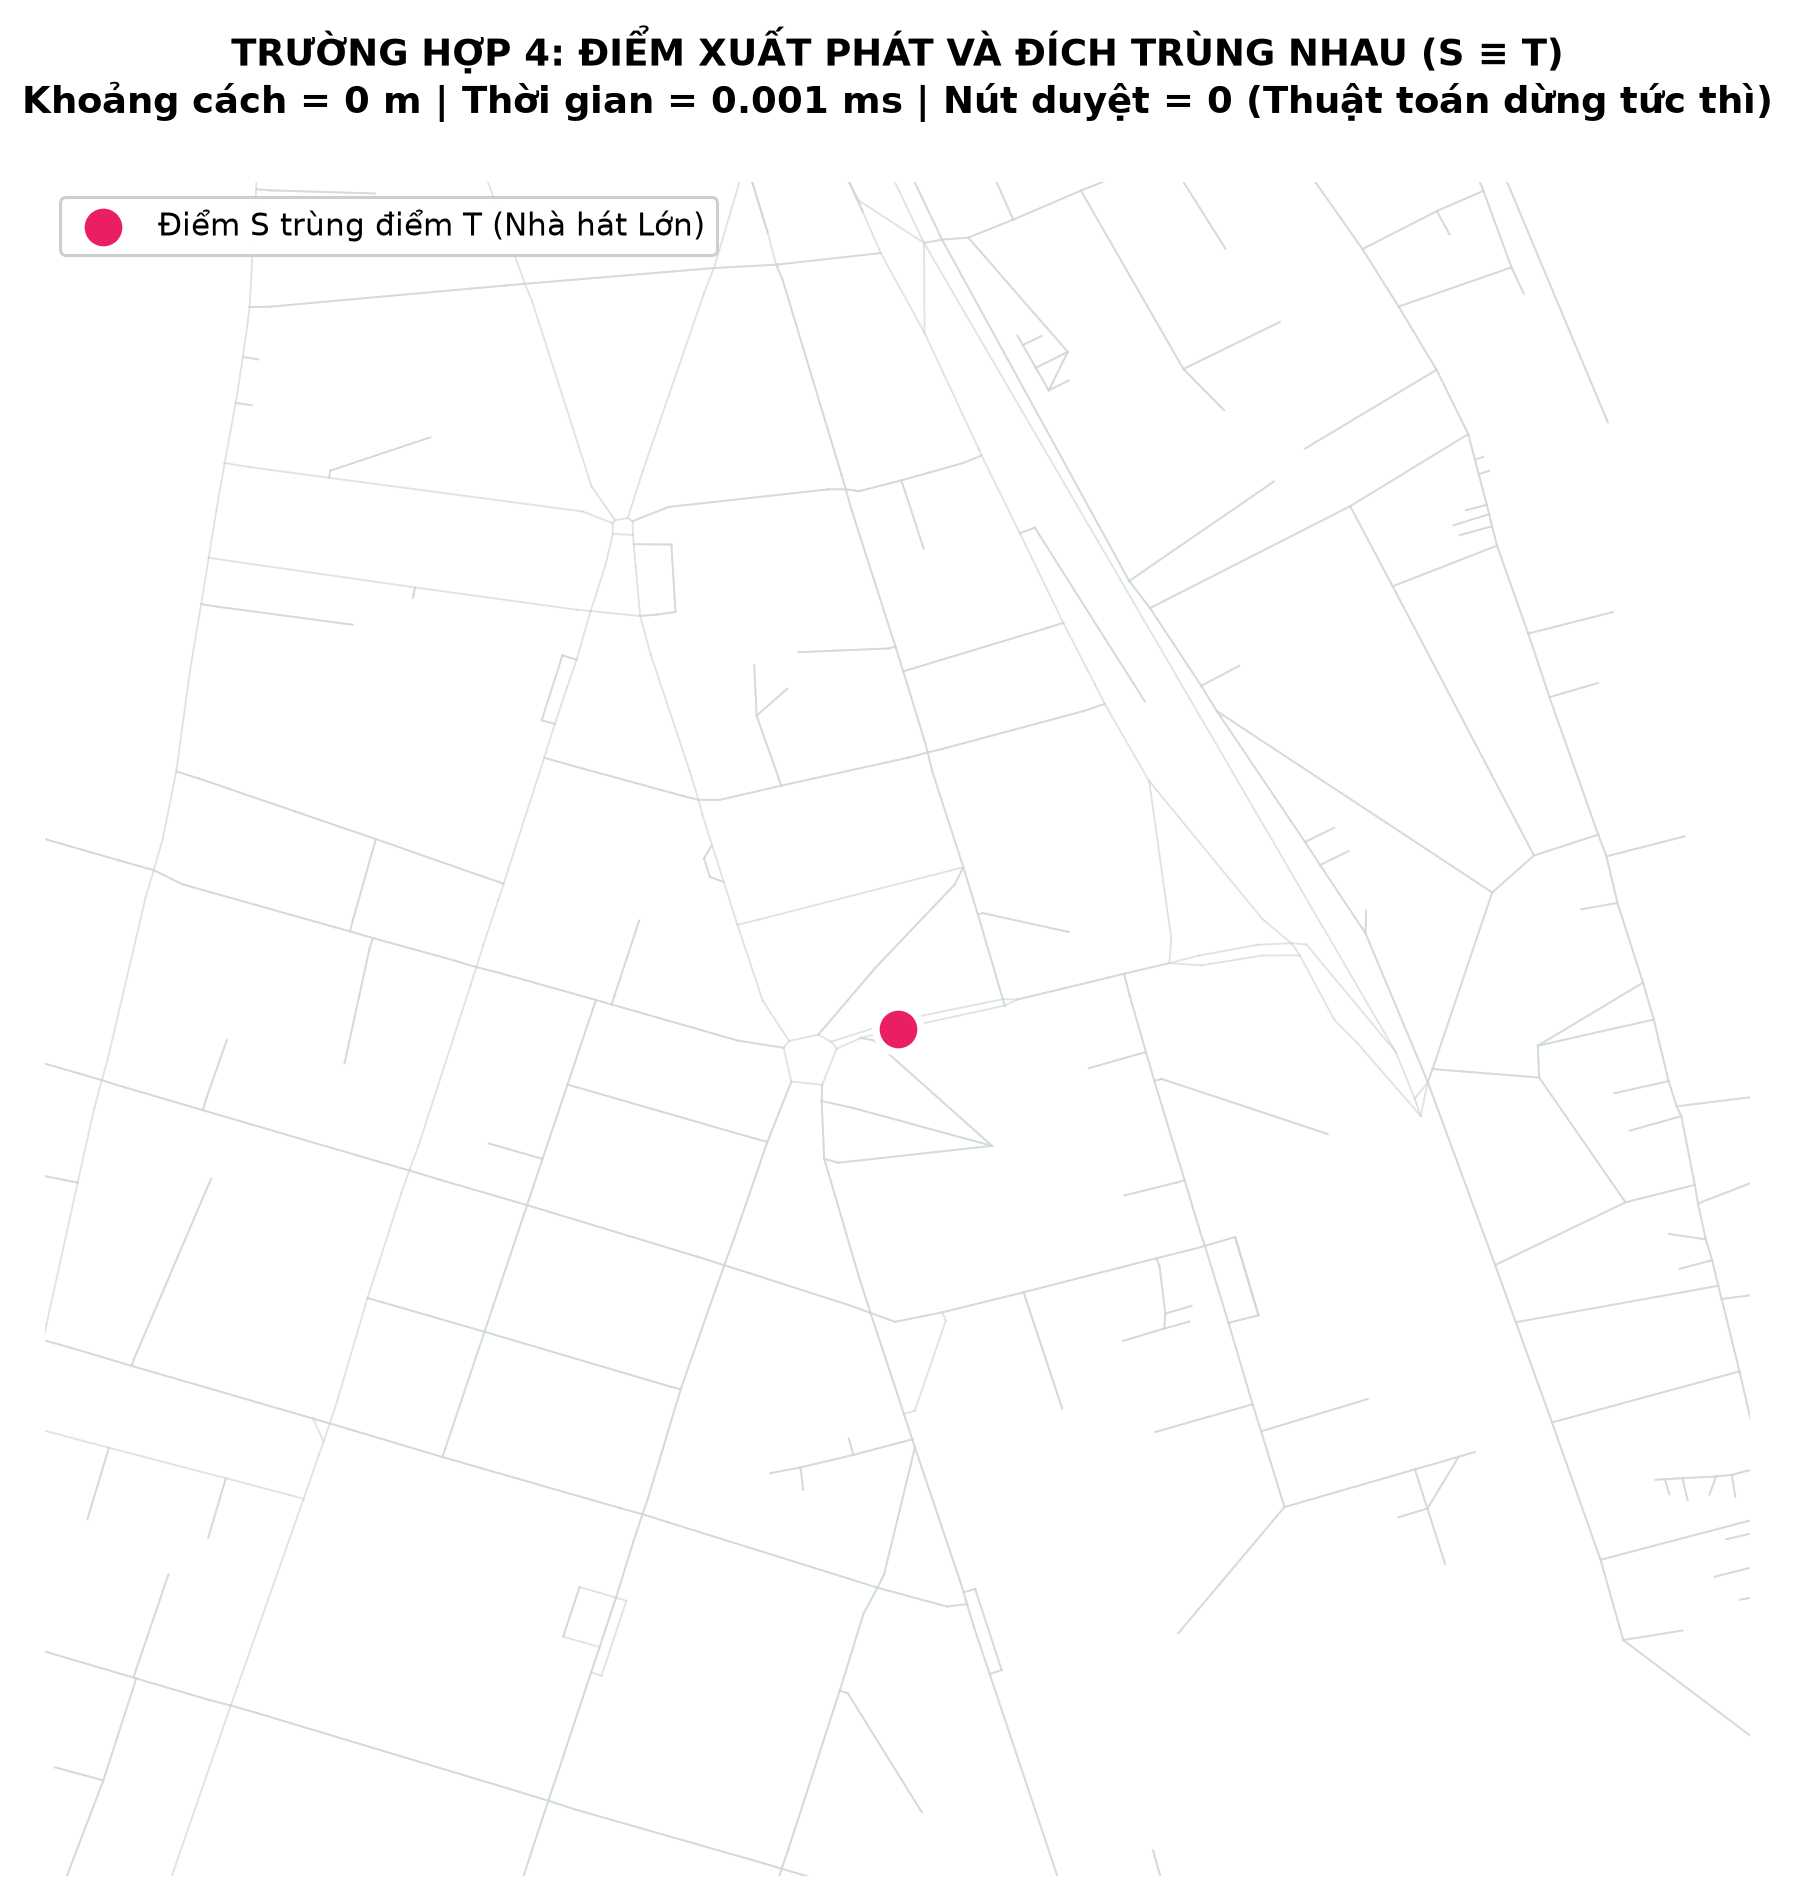 TRƯỜNG HỢP 4: ĐIỂM XUẤT PHÁT VÀ ĐÍCH TRÙNG NHAU (S ≡ T)
Khoảng cách = 0 m | Thời gian = 0.001 ms | Nút duyệt = 0 (Thuật toán dừng tức thì)
Điểm S trùng điểm T (Nhà hát Lớn)